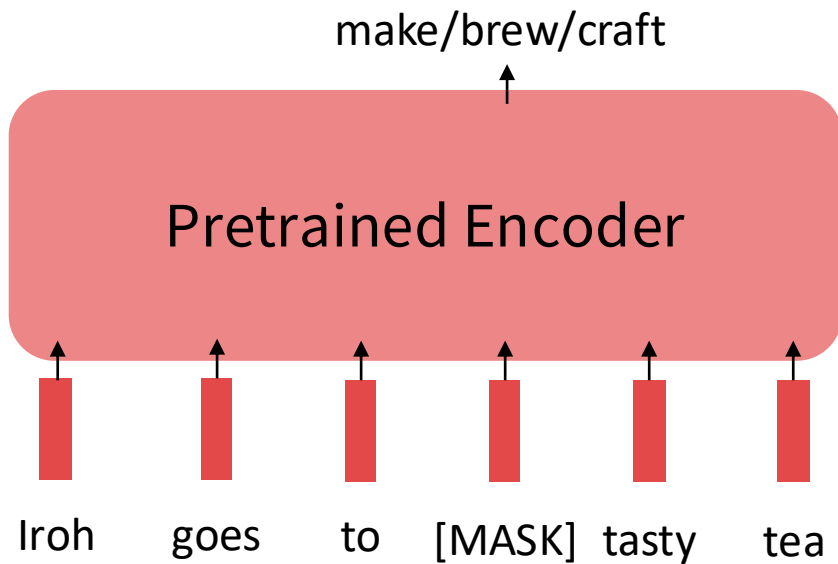 make/brew/craft
Pretrained Encoder
Iroh goes to [MASK] tasty tea